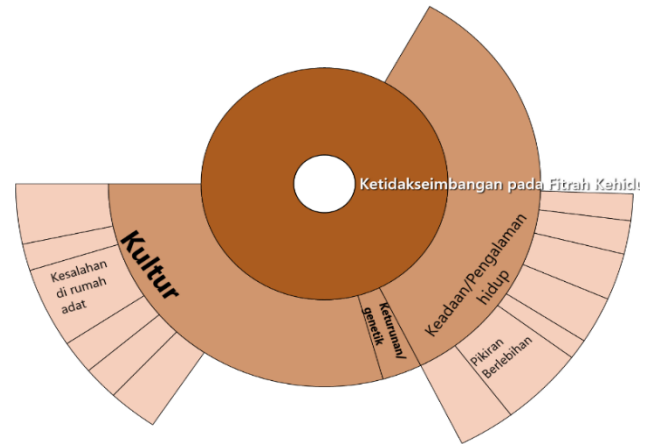 Ketidakseimbangan pada Fitrah
Kultur
Kesalahan
di rumah
adat
Keturunan/
genetik
Keadaan/Pengalaman
hidup
Pikiran
Berlebihan